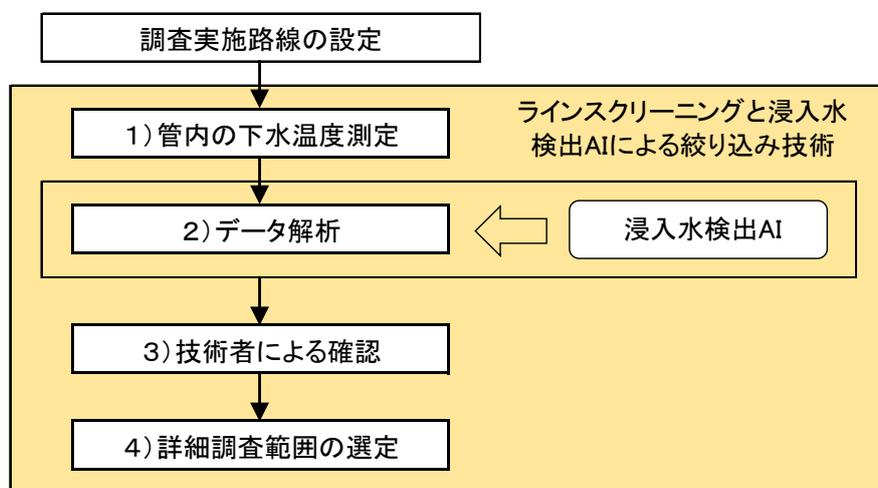 調査実施路線の設定
ラインスクリーニングと浸入水
検出AIによる絞り込み技術
1)管内の下水温度測定
2)データ解析
浸入水検出AI
3)技術者による確認
4)詳細調査範囲の選定